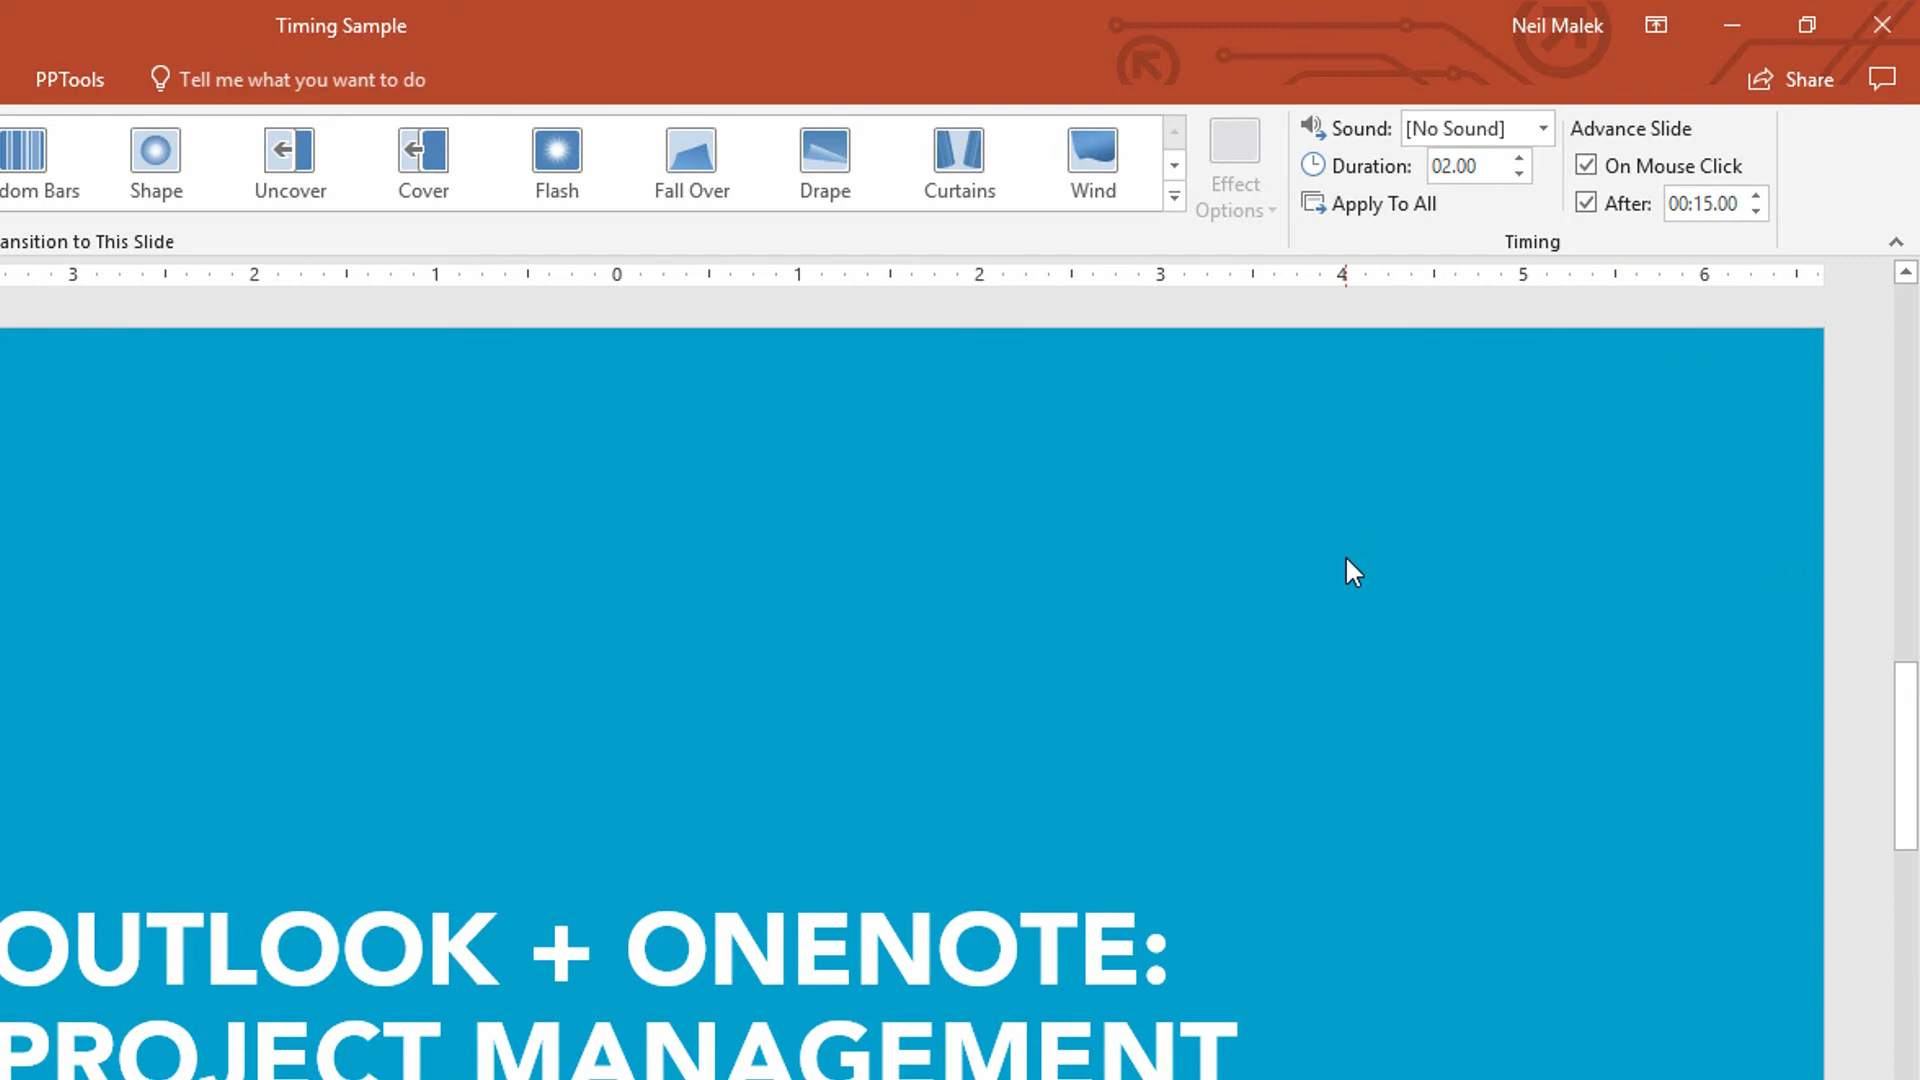 Timing Sample
Neil Malek
PPTools
Tell me what you want to do
Share
Sound: [No Sound]
Advance Slide
Duration: 02.00
On Mouse Click
Apply To All
After: 00:15.00
dom Bars
Shape
Uncover
Cover
Flash
Fall Over
Drape
Curtains
Wind
Effect
Options
ansition to This Slide
Timing
3 2 1 0 1 2 3 4 5 6
OUTLOOK + ONENOTE:
PROJECT MANAGEMENT